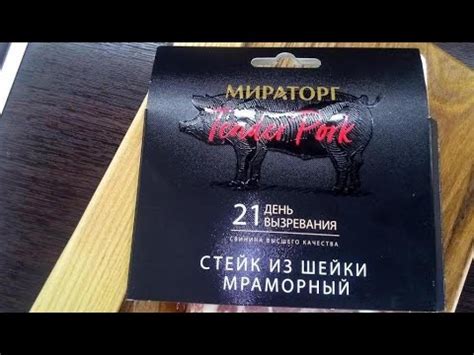 МИРАТОРГ
Tender Pork
21 ДЕНЬ
ВЫЗРЕВАНИЯ
СВИНИНА ВЫСШЕГО КАЧЕСТВА
СТЕЙК ИЗ ШЕЙКИ
МРАМОРНЫЙ